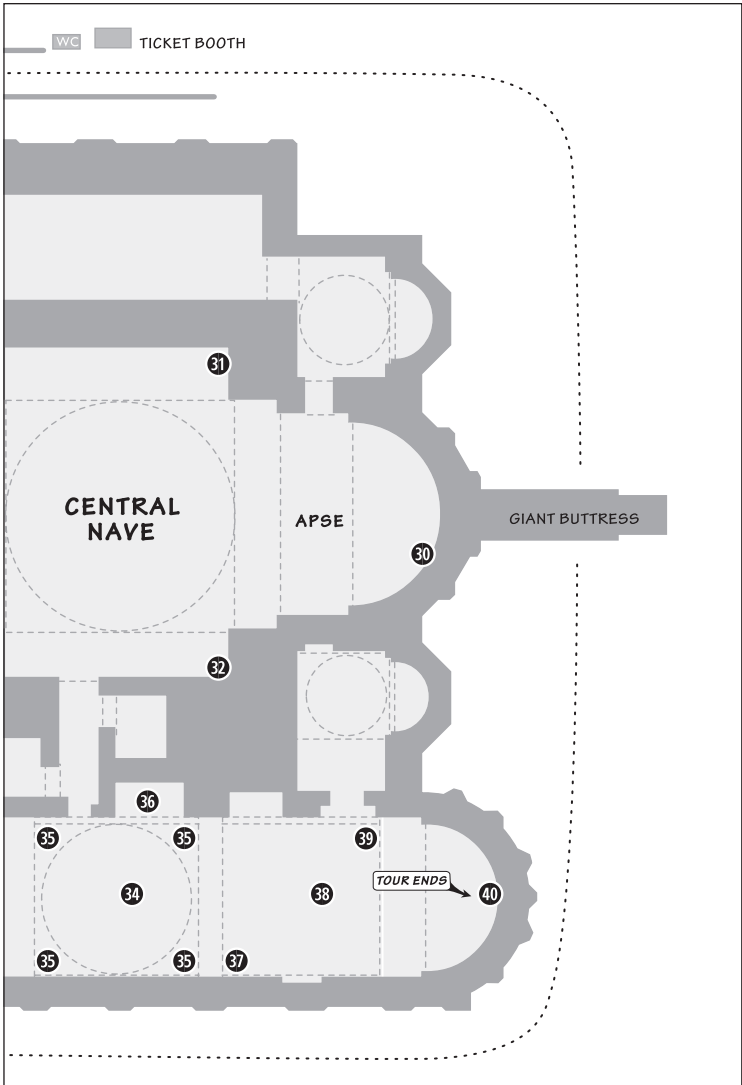 WC
TICKET BOOTH
31
CENTRAL
NAVE
APSE
GIANT BUTTRESS
30
32
36
35
35
39
34
38
TOUR ENDS
40
35
35
37